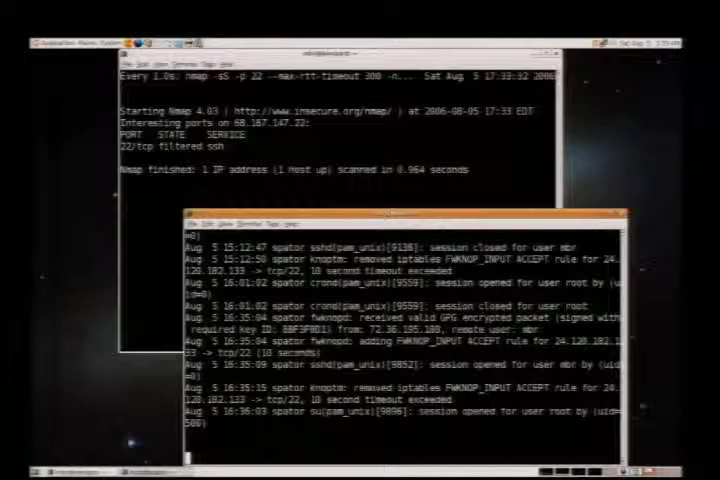 Every 1.0s: nmap -sS -p 22 --max-rtt-timeout 300 -n... Sat Aug 5 17:33:32 2006
Starting Nmap 4.03 ( http://www.insecure.org/nmap/ ) at 2006-08-05 17:33 EDT
Interesting ports on 68.167.147.22:
PORT STATE SERVICE
22/tcp filtered ssh
Nmap finished: 1 IP address (1 host up) scanned in 0.964 seconds
=0)
Aug 5 15:12:47 spator sshd(pam_unix)[9136]: session closed for user mbr
Aug 5 15:12:50 spator knoptm: removed iptables FWKNOP_INPUT ACCEPT rule for 24.
120.182.133 -> tcp/22, 10 second timeout exceeded
Aug 5 16:01:02 spator crond(pam_unix)[9559]: session opened for user root by (u
id=0)
Aug 5 16:01:02 spator crond(pam_unix)[9559]: session closed for user root
Aug 5 16:35:04 spator fwknopd: received valid GPG encrypted packet (signed with
required key ID: from: 72.36.195.189, remote user: mbr
Aug 5 16:35:04 spator fwknopd: adding FWKNOP_INPUT ACCEPT rule for 24.120.182.1
33 -> tcp/22 (10 seconds)
Aug 5 16:35:09 spator sshd(pam_unix)[9852]: session opened for user mbr by (uid
=0)
Aug 5 16:35:15 spator knoptm: removed iptables FWKNOP_INPUT ACCEPT rule for 24.
120.182.133 -> tcp/22, 10 second timeout exceeded
Aug 5 16:36:03 spator su(pam_unix)[9896]: session opened for user root by (uid=
500)